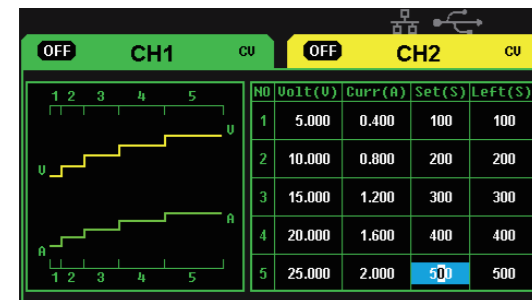 OFF CH1 CV OFF CH2 CV
1 2 3 4 5
V
V
A
A
1 2 3 4 5
NO Volt(V) Curr(A) Set(S) Left(S)
1 5.000 0.400 100 100
2 10.000 0.800 200 200
3 15.000 1.200 300 300
4 20.000 1.600 400 400
5 25.000 2.000 500 500